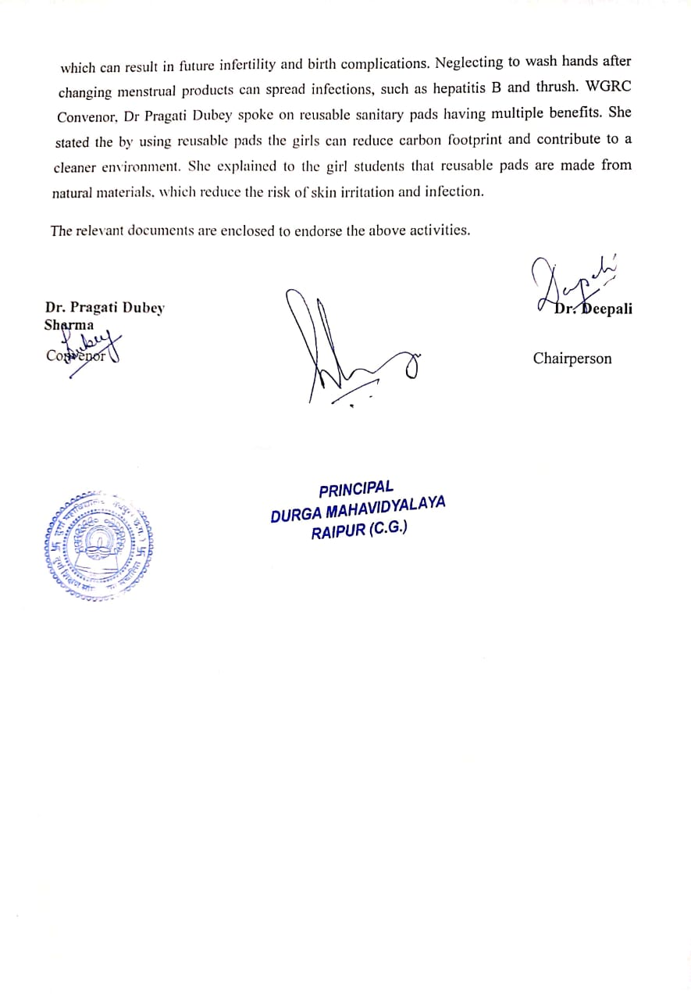 which can result in future infertility and birth complications. Neglecting to wash hands after
changing menstrual products can spread infections, such as hepatitis B and thrush. WGRC
Convenor, Dr Pragati Dubey spoke on reusable sanitary pads having multiple benefits. She
stated the by using reusable pads the girls can reduce carbon footprint and contribute to a
cleaner environment. She explained to the girl students that reusable pads are made from
natural materials, which reduce the risk of skin irritation and infection.
The relevant documents are enclosed to endorse the above activities.
Dr. Pragati Dubey
Sharma
Dubey
Convenor
Deepali
Dr. Deepali
Chairperson
PRINCIPAL
DURGA MAHAVIDYALAYA
RAIPUR (C.G.)